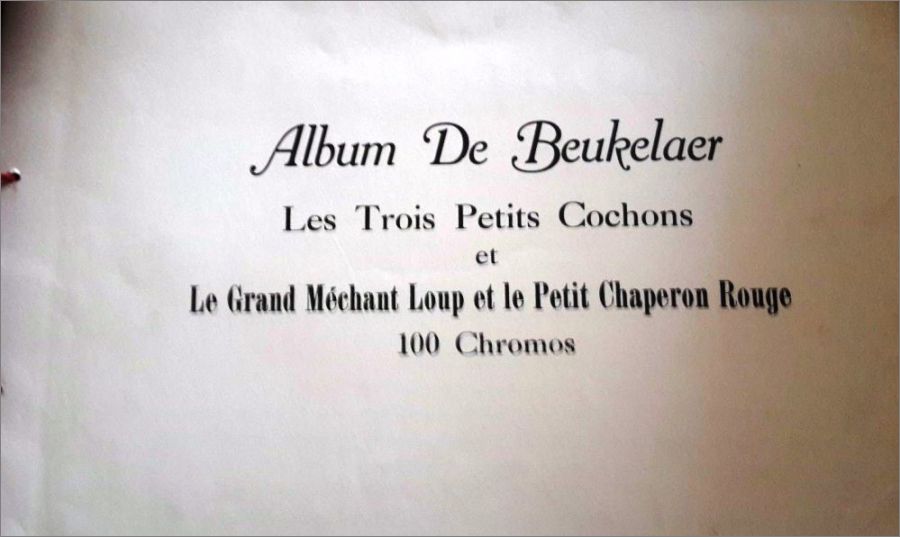 Album De Beukelaer
Les Trois Petits Cochons
et
Le Grand Méchant Loup et le Petit Chaperon Rouge
100 Chromos